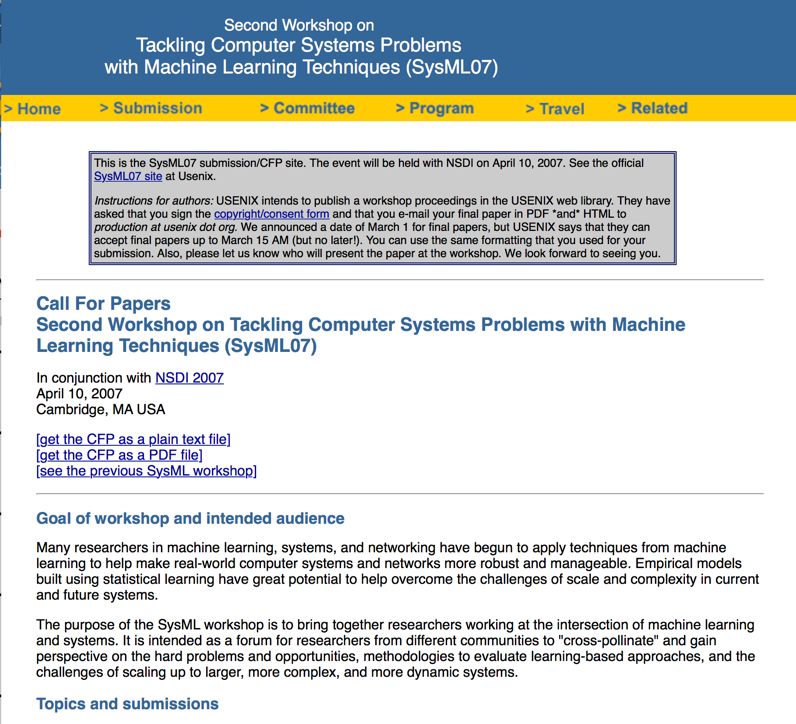 Second Workshop on
Tackling Computer Systems Problems
with Machine Learning Techniques (SysML07)
> Home > Submission > Committee > Program > Travel > Related
This is the SysML07 submission/CFP site. The event will be held with NSDI on April 10, 2007. See the official
SysML07 site at Usenix.
Instructions for authors: USENIX intends to publish a workshop proceedings in the USENIX web library. They have
asked that you sign the copyright/consent form and that you e-mail your final paper in PDF *and* HTML to
production at usenix dot org. We announced a date of March 1 for final papers, but USENIX says that they can
accept final papers up to March 15 AM (but no later!). You can use the same formatting that you used for your
submission. Also, please let us know who will present the paper at the workshop. We look forward to seeing you.
Call For Papers
Second Workshop on Tackling Computer Systems Problems with Machine
Learning Techniques (SysML07)
In conjunction with NSDI 2007
April 10, 2007
Cambridge, MA USA
[get the CFP as a plain text file]
[get the CFP as a PDF file]
[see the previous SysML workshop]
Goal of workshop and intended audience
Many researchers in machine learning, systems, and networking have begun to apply techniques from machine
learning to help make real-world computer systems and networks more robust and manageable. Empirical models
built using statistical learning have great potential to help overcome the challenges of scale and complexity in current
and future systems.
The purpose of the SysML workshop is to bring together researchers working at the intersection of machine learning
and systems. It is intended as a forum for researchers from different communities to "cross-pollinate" and gain
perspective on the hard problems and opportunities, methodologies to evaluate learning-based approaches, and the
challenges of scaling up to larger, more complex, and more dynamic systems.
Topics and submissions